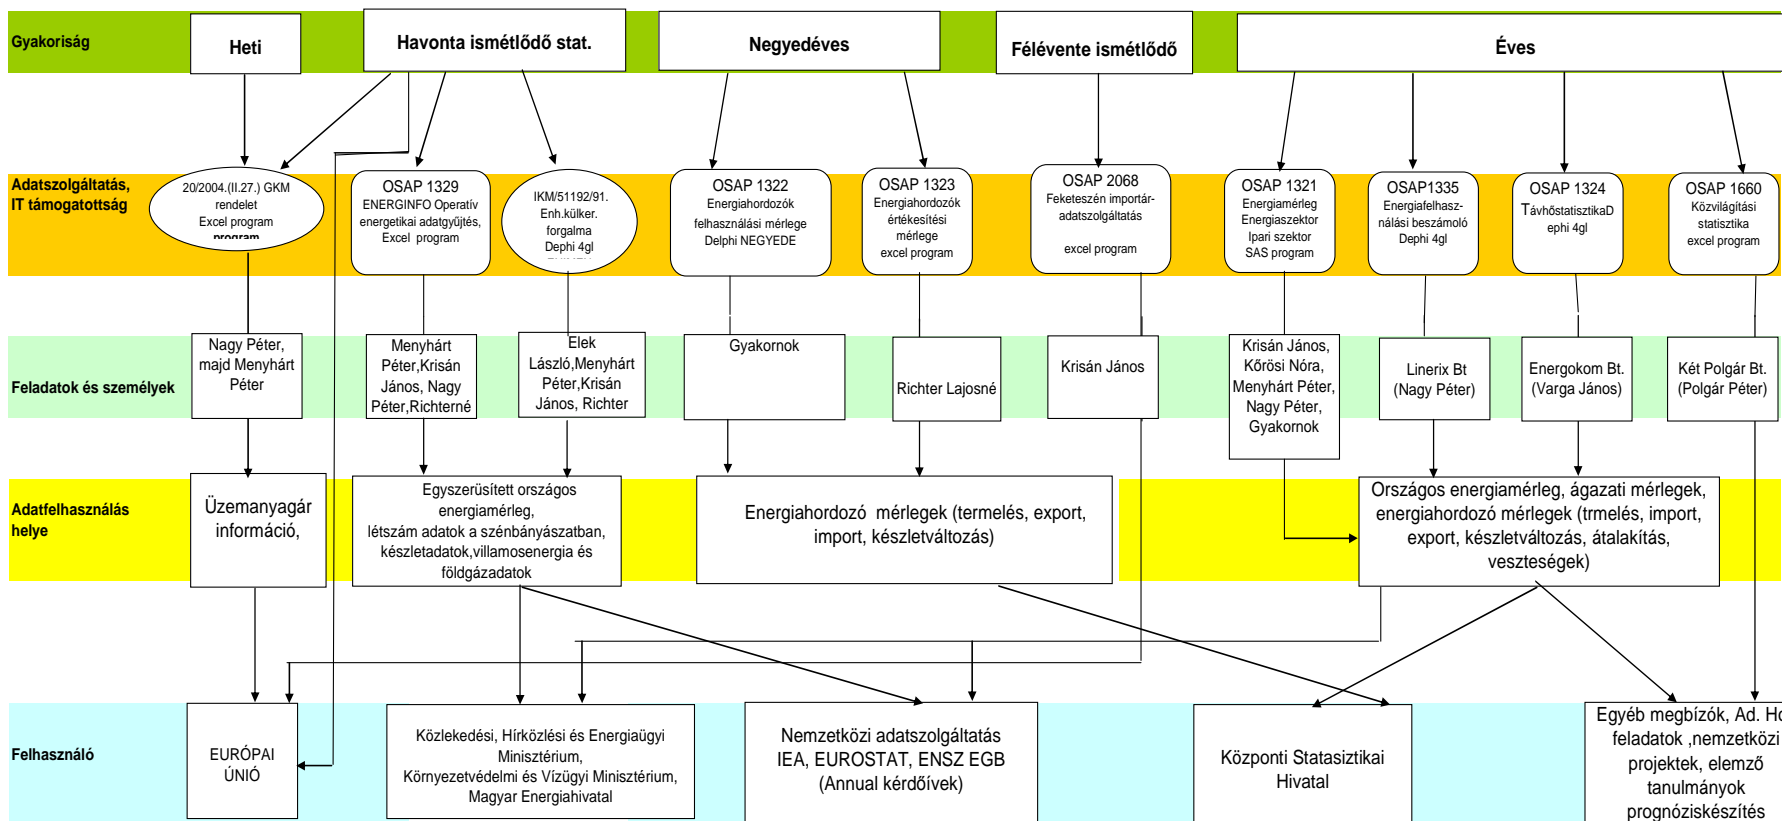 Gyakoriság
Heti
Havonta ismétlődő stat.
Negyedéves
Félévente ismétlődő
Éves
Adatszolgáltatás,
IT támogatottság
20/2004.(II.27.) GKM
rendelet
Excel program
program
OSAP 1329
ENERGINFO Operatív
energetikai adatgyűjtés,
Excel program
IKM/51192/91.
Enh.külker.
forgalma
Dephi 4gl
OSAP 1322
Energiahordozók
felhasználási mérlege
Delphi NEGYEDE
OSAP 1323
Energiahordozók
értékesítési
mérlege
excel program
OSAP 2068
Feketeszén importár-
adatszolgáltatás
excel program
OSAP 1321
Energiamérleg
Energiaszektor
Ipari szektor
SAS program
OSAP1335
Energiafelhasz-
nálási beszámoló
Dephi 4gl
OSAP 1324
TávhőstatisztikaD
ephi 4gl
OSAP 1660
Közvilágítási
statisztika
excel program
Feladatok és személyek
Nagy Péter,
majd Menyhárt
Péter
Menyhárt
Péter,Krisán
János, Nagy
Péter,Richterné
Elek
László,Menyhárt
Péter,Krisán
János, Richter
Gyakornok
Richter Lajosné
Krisán János
Krisán János,
Kőrösi Nóra,
Menyhárt Péter,
Nagy Péter,
Gyakornok
Linerix Bt
(Nagy Péter)
Energokom Bt.
(Varga János)
Két Polgár Bt.
(Polgár Péter)
Adatfelhasználás
helye
Üzemanyagár
információ,
Egyszerüsített országos
energiamérleg,
létszám adatok a szénbányászatban,
készletadatok,villamosenergia és
földgázadatok
Energiahordozó mérlegek (termelés, export,
import, készletváltozás)
Országos energiamérleg, ágazati mérlegek,
energiahordozó mérlegek (trmelés, import,
export, készletváltozás, átalakítás,
veszteségek)
Felhasználó
EURÓPAI
ÚNIÓ
Közlekedési, Hírközlési és Energiaügyi
Minisztérium,
Környezetvédelmi és Vízügyi Minisztérium,
Magyar Energiahivatal
Nemzetközi adatszolgáltatás
IEA, EUROSTAT, ENSZ EGB
(Annual kérdőívek)
Központi Statasiztikai
Hivatal
Egyéb megbízók, Ad. Ho
feladatok ,nemzetközi
projektek, elemző
tanulmányok
prognóziskészítés